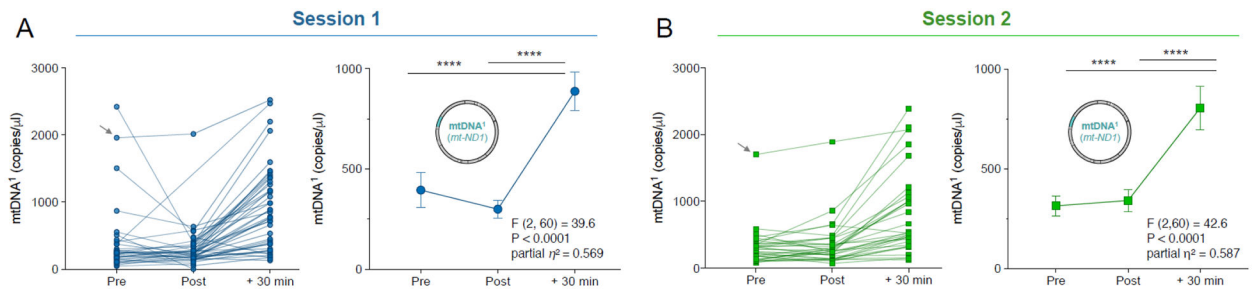 A
Session 1
mtDNA¹ (copies/µl)
3000
2000
1000
0
Pre
Post
+ 30 min
mtDNA¹ (copies/µl)
1000
500
0
****
****
mtDNA¹
(mt-ND1)
F (2, 60) = 39.6
P < 0.0001
partial η² = 0.569
Pre
Post
+ 30 min
B
Session 2
mtDNA¹ (copies/µl)
3000
2000
1000
0
Pre
Post
+ 30 min
mtDNA¹ (copies/µl)
1000
500
0
****
****
mtDNA¹
(mt-ND1)
F (2,60) = 42.6
P < 0.0001
partial η² = 0.587
Pre
Post
+ 30 min